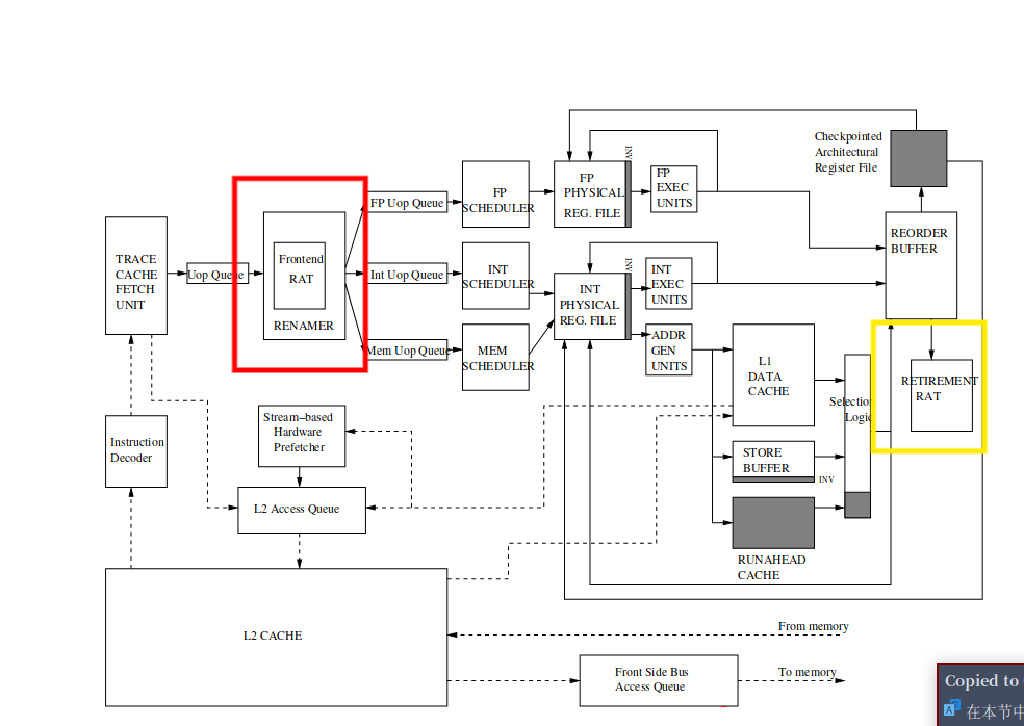 Checkpointed
Architectural
Register File
FP
PHYSICAL
REG. FILE
INV
FP
EXEC
UNITS
FP
SCHEDULER
FP Uop Queue
REORDER
BUFFER
TRACE
CACHE
FETCH
UNIT
Uop Queue
Frontend
RAT
RENAMER
Int Uop Queue
INT
SCHEDULER
INT
PHYSICAL
REG. FILE
INV
INT
EXEC
UNITS
Mem Uop Queue
MEM
SCHEDULER
ADDR
GEN
UNITS
L1
DATA
CACHE
Selection
Logic
RETIREMENT
RAT
Stream-based
Hardware
Prefetcher
Instruction
Decoder
STORE
BUFFER
INV
L2 Access Queue
RUNAHEAD
CACHE
L2 CACHE
From memory
Front Side Bus
Access Queue
To memory
Copied to
在本节中